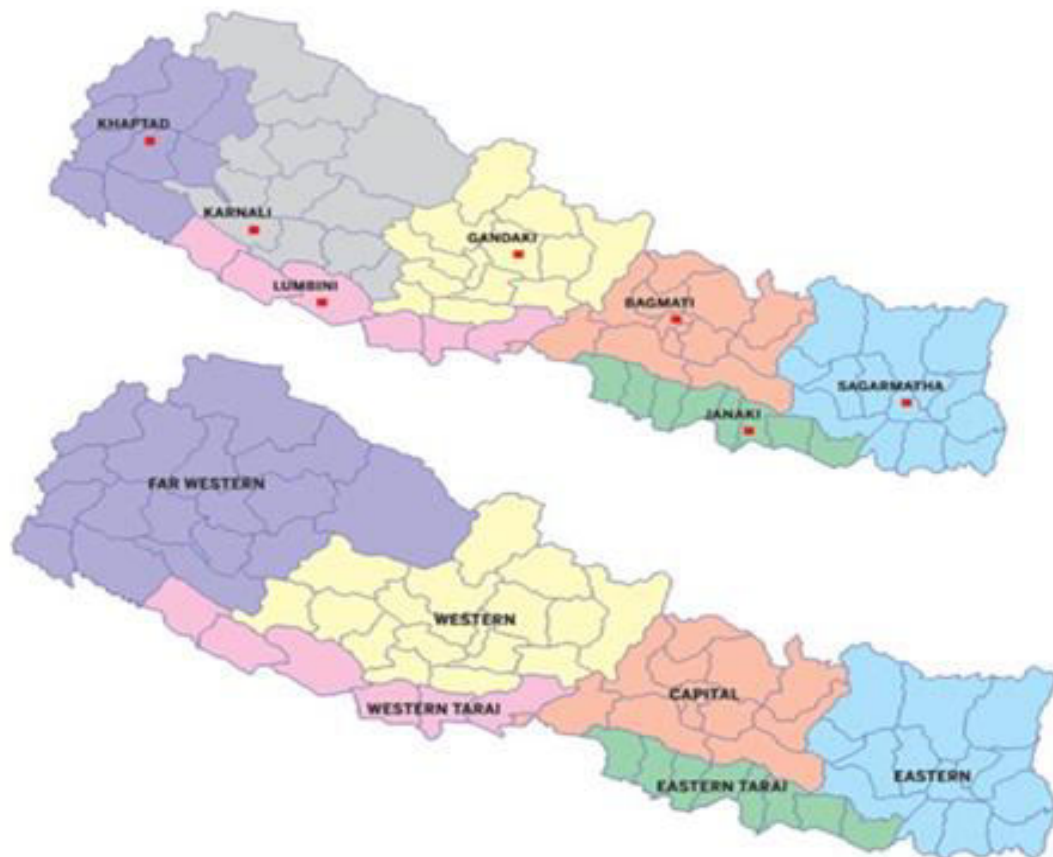 KHAPTAD
KARNALI
GANDAKI
LUMBINI
BAGMATI
SAGARMATHA
JANAKI
FAR WESTERN
WESTERN
CAPITAL
WESTERN TARAI
EASTERN
EASTERN TARAI